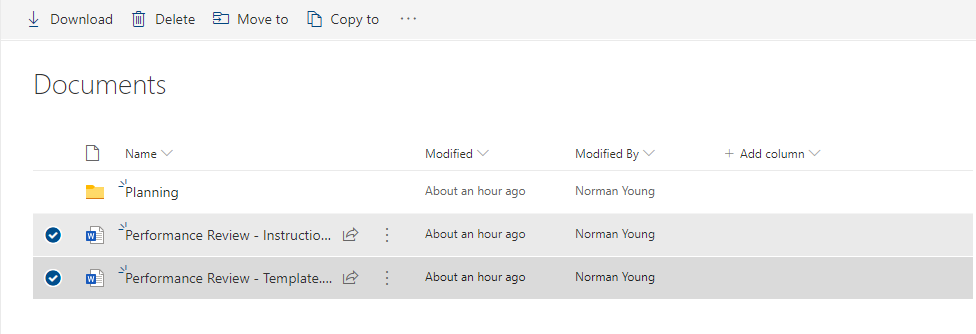 Download Delete Move to Copy to ...
Documents
Name Modified Modified By + Add column
Planning About an hour ago Norman Young
Performance Review - Instructio... About an hour ago Norman Young
Performance Review - Template.... About an hour ago Norman Young